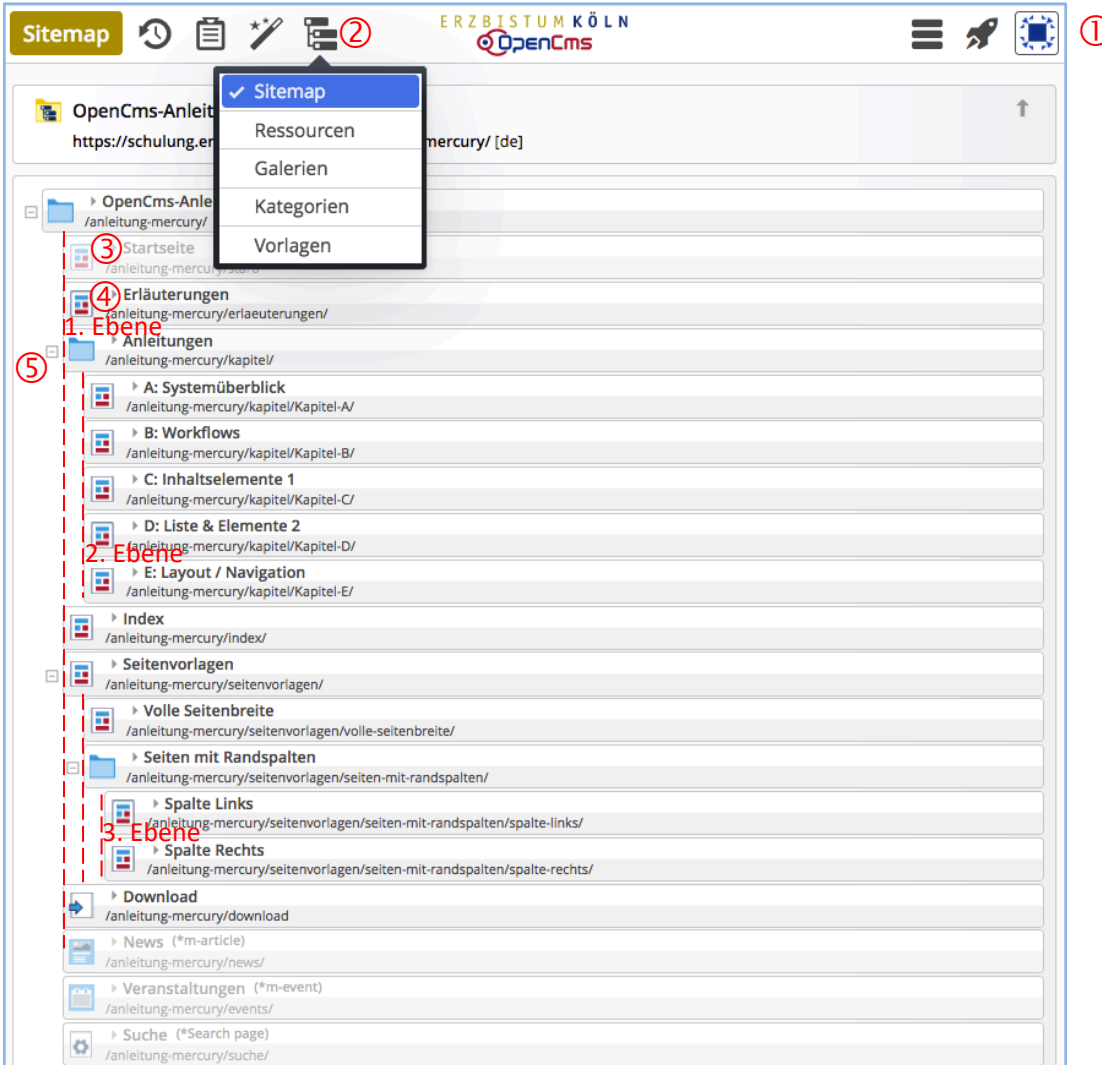 Sitemap
②
ERZBISTUM KÖLN
OpenCms
①
Sitemap
Ressourcen
Galerien
Kategorien
Vorlagen
OpenCms-Anleit
https://schulung.er
mercury/ [de]
OpenCms-Anle
/anleitung-mercury/
③
Startseite
/anleitung-mercury/start/
④
Erläuterungen
/anleitung-mercury/erlaeuterungen/
1. Ebene
Anleitungen
/anleitung-mercury/kapitel/
⑤
A: Systemüberblick
/anleitung-mercury/kapitel/Kapitel-A/
B: Workflows
/anleitung-mercury/kapitel/Kapitel-B/
C: Inhaltselemente 1
/anleitung-mercury/kapitel/Kapitel-C/
D: Liste & Elemente 2
/anleitung-mercury/kapitel/Kapitel-D/
2. Ebene
E: Layout / Navigation
/anleitung-mercury/kapitel/Kapitel-E/
Index
/anleitung-mercury/index/
Seitenvorlagen
/anleitung-mercury/seitenvorlagen/
Volle Seitenbreite
/anleitung-mercury/seitenvorlagen/volle-seitenbreite/
Seiten mit Randspalten
/anleitung-mercury/seitenvorlagen/seiten-mit-randspalten/
Spalte Links
/anleitung-mercury/seitenvorlagen/seiten-mit-randspalten/spalte-links/
3. Ebene
Spalte Rechts
/anleitung-mercury/seitenvorlagen/seiten-mit-randspalten/spalte-rechts/
Download
/anleitung-mercury/download
News (*m-article)
/anleitung-mercury/news/
Veranstaltungen (*m-event)
/anleitung-mercury/events/
Suche (*Search page)
/anleitung-mercury/suche/